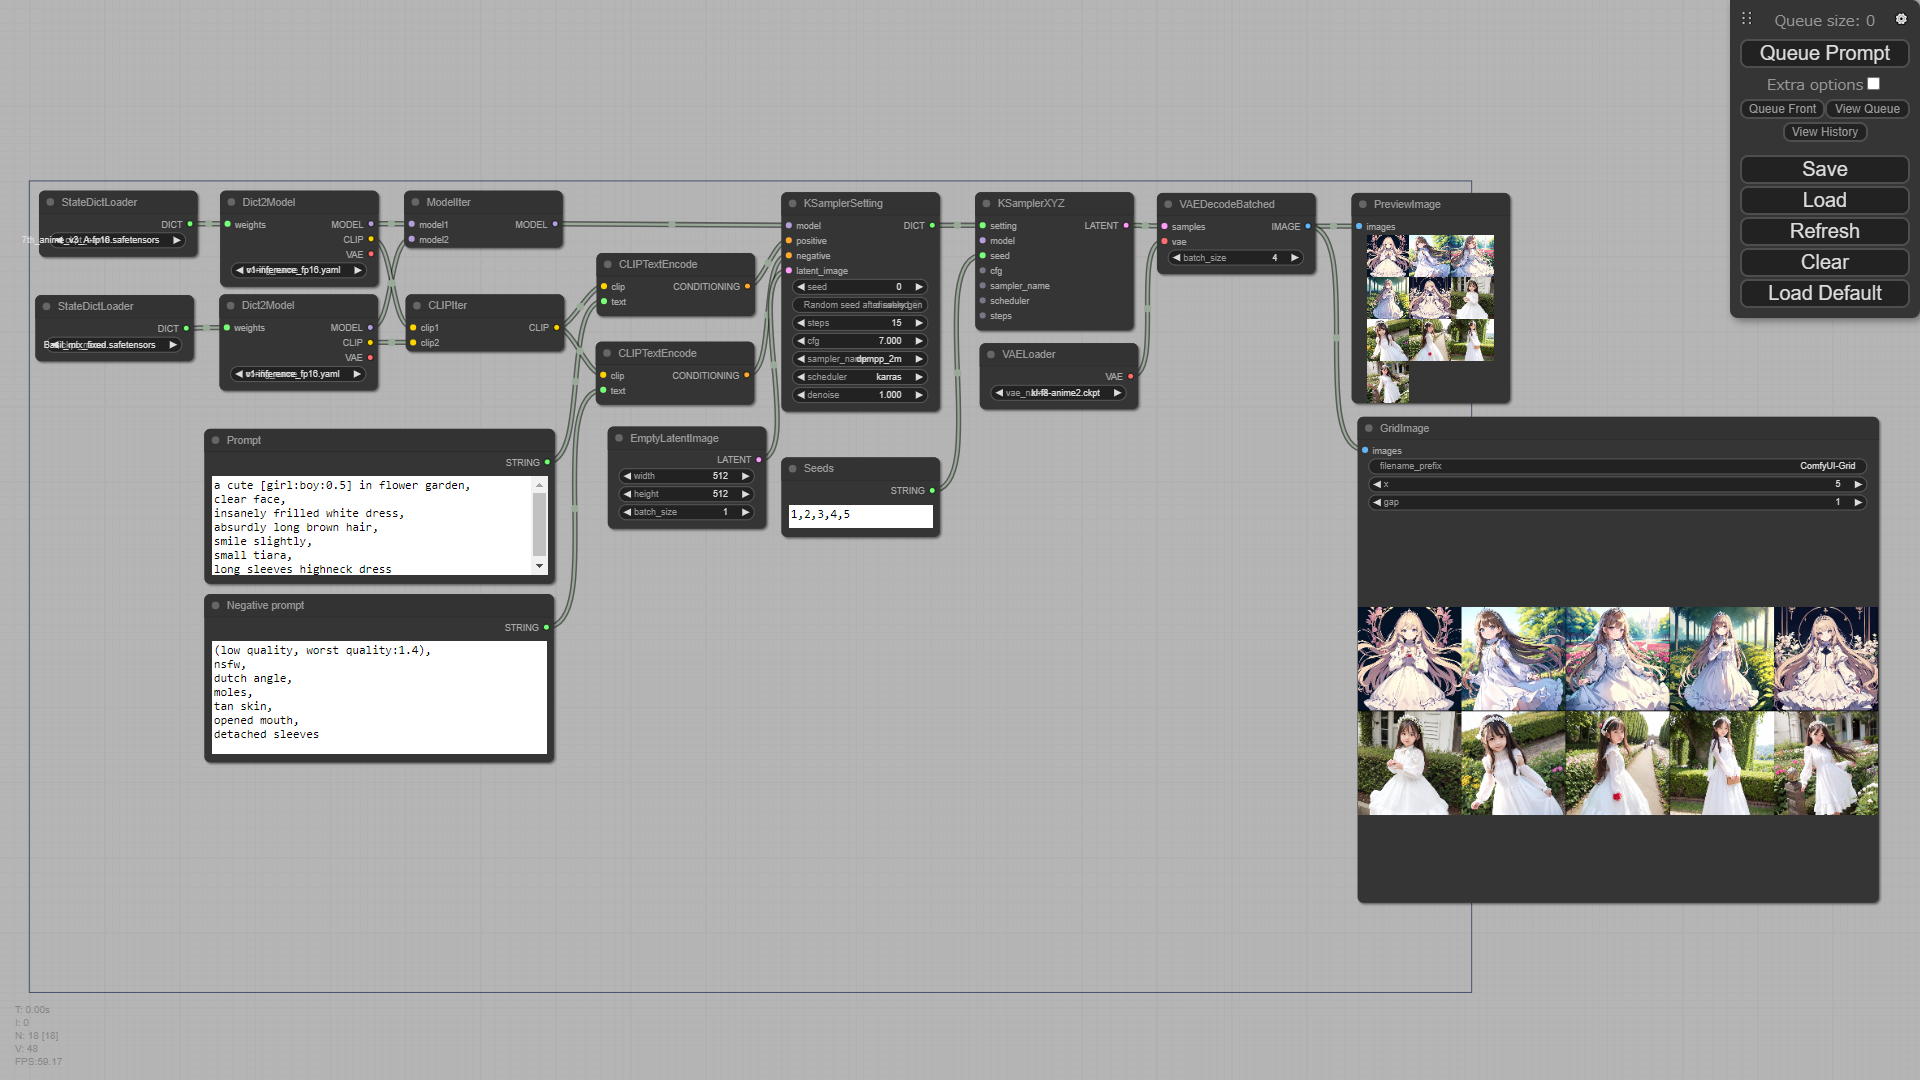 Queue size: 0
Queue Prompt
Extra options
Queue Front
View Queue
View History
Save
Load
Refresh
Clear
Load Default
StateDictLoader
DICT
7th_anime_v3_A-fp16.safetensors
StateDictLoader
DICT
Basil_mix_fixed.safetensors
Dict2Model
weights
MODEL
CLIP
VAE
v1-inference_fp16.yaml
Dict2Model
weights
MODEL
CLIP
VAE
v1-inference_fp16.yaml
ModelIter
model1
MODEL
model2
CLIPIter
clip1
CLIP
clip2
CLIPTextEncode
clip
CONDITIONING
text
CLIPTextEncode
clip
CONDITIONING
text
Prompt
STRING
a cute [girl:boy:0.5] in flower garden,
clear face,
insanely frilled white dress,
absurdly long brown hair,
smile slightly,
small tiara,
long sleeves highneck dress
Negative prompt
STRING
(low quality, worst quality:1.4),
nsfw,
dutch angle,
moles,
tan skin,
opened mouth,
detached sleeves
EmptyLatentImage
LATENT
width 512
height 512
batch_size 1
KSamplerSetting
model
DICT
positive
negative
latent_image
seed 0
Random seed after every gen
steps 15
cfg 7.000
sampler_name dpmpp_2m
scheduler karras
denoise 1.000
Seeds
STRING
1,2,3,4,5
KSamplerXYZ
setting
LATENT
model
seed
cfg
sampler_name
scheduler
steps
VAELoader
VAE
vae_name kl-f8-anime2.ckpt
VAEDecodeBatched
samples
IMAGE
vae
batch_size 4
PreviewImage
images
GridImage
images
filename_prefix ComfyUI-Grid
x 5
gap 1
T: 0.00s
I: 0
N: 18 [18]
V: 48
FPS:59.17